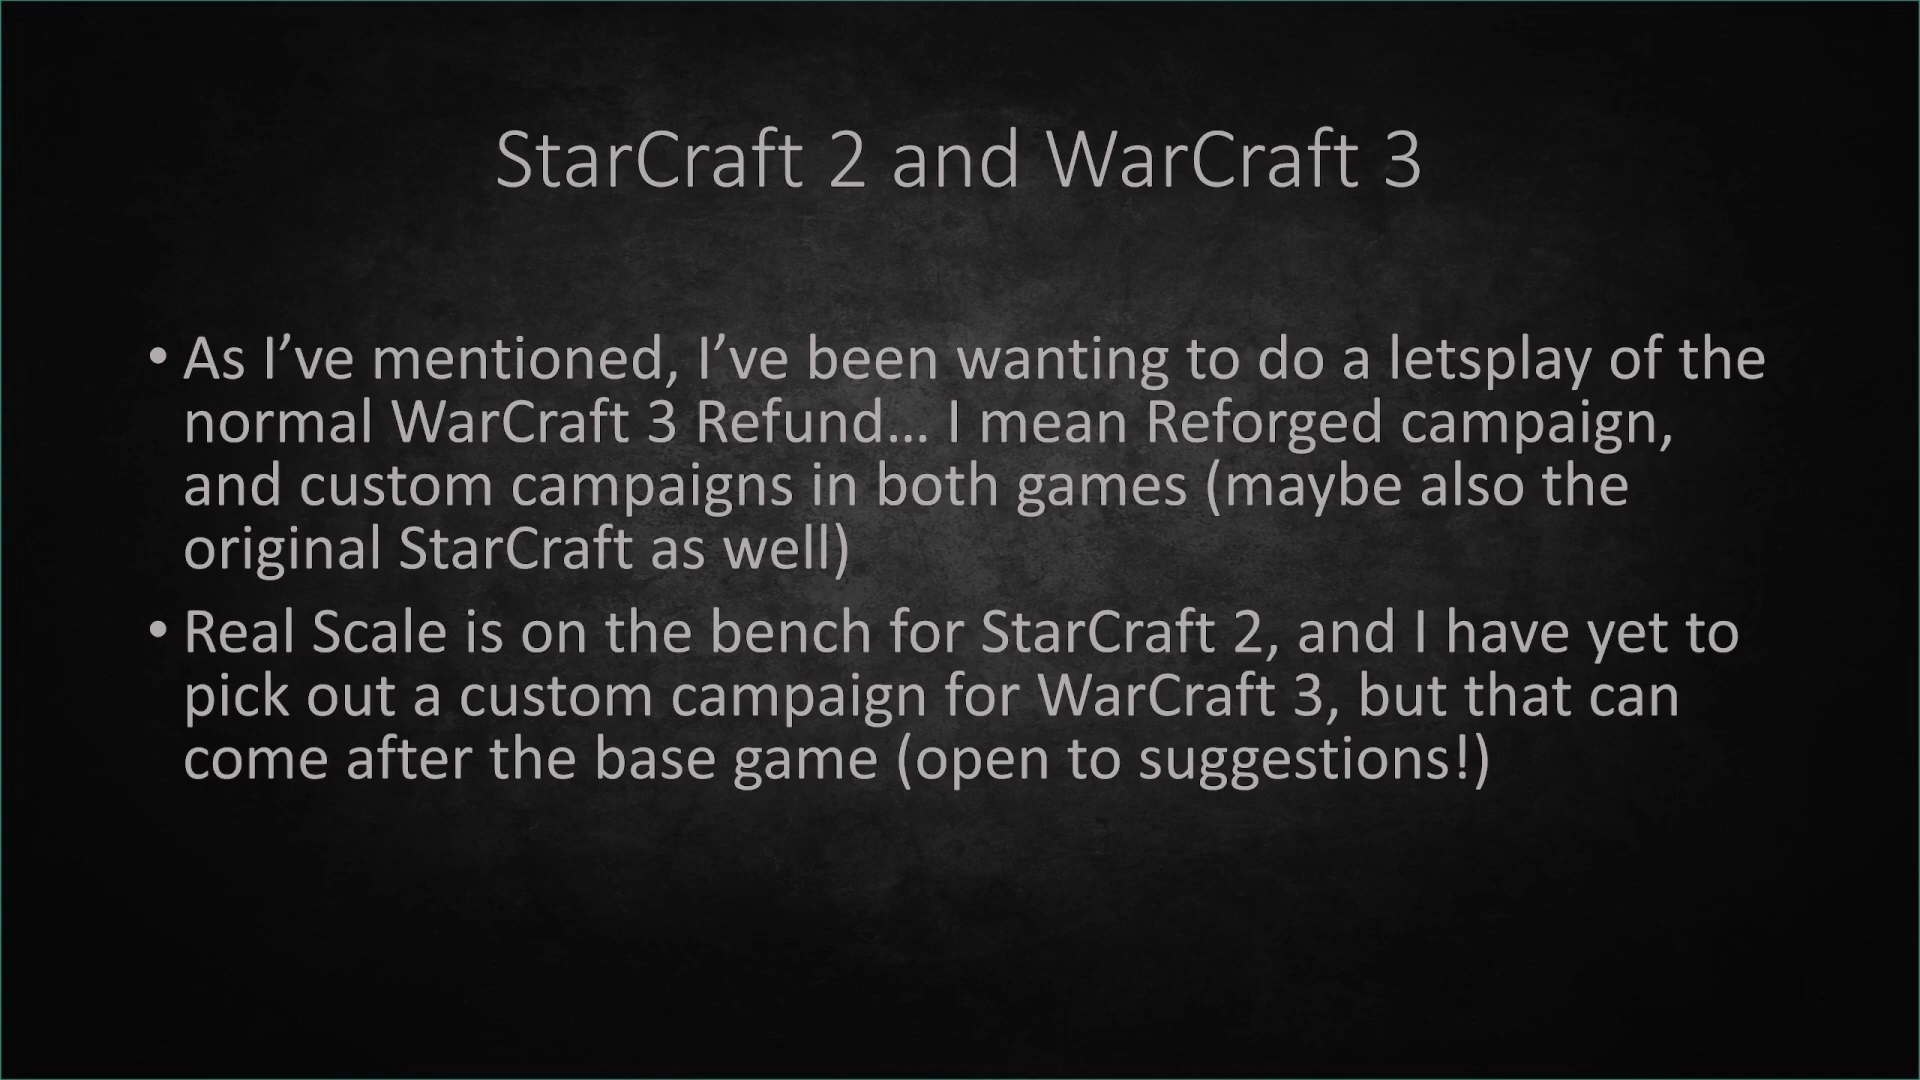 StarCraft 2 and WarCraft 3
• As I’ve mentioned, I’ve been wanting to do a letsplay of the
normal WarCraft 3 Refund… I mean Reforged campaign,
and custom campaigns in both games (maybe also the
original StarCraft as well)
• Real Scale is on the bench for StarCraft 2, and I have yet to
pick out a custom campaign for WarCraft 3, but that can
come after the base game (open to suggestions!)